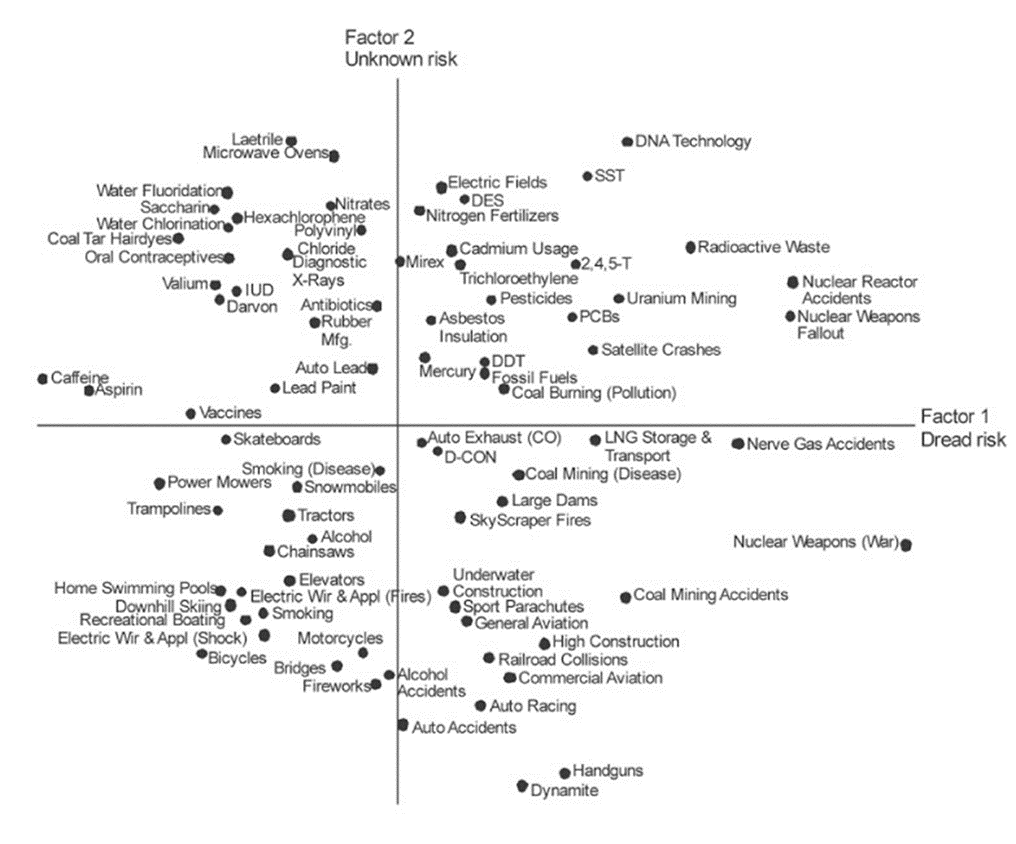 Factor 2
Unknown risk
Laetrile
Microwave Ovens
DNA Technology
SST
Water Fluoridation
Electric Fields
DES
Saccharin
Nitrates
Nitrogen Fertilizers
Hexachlorophene
Water Chlorination
Polyvinyl
Coal Tar Hairdyes
Chloride
Cadmium Usage
Radioactive Waste
Oral Contraceptives
Diagnostic
X-Rays
Mirex
Trichloroethylene
2,4,5-T
Valium
IUD
Darvon
Antibiotics
Pesticides
Uranium Mining
Nuclear Reactor
Accidents
Rubber
Mfg.
Asbestos
Insulation
PCBs
Nuclear Weapons
Fallout
Satellite Crashes
Auto Lead
Mercury
DDT
Fossil Fuels
Caffeine
Aspirin
Lead Paint
Coal Burning (Pollution)
Vaccines
Factor 1
Dread risk
Skateboards
Auto Exhaust (CO)
D-CON
LNG Storage &
Transport
Nerve Gas Accidents
Smoking (Disease)
Coal Mining (Disease)
Power Mowers
Snowmobiles
Large Dams
Trampolines
Tractors
SkyScraper Fires
Alcohol
Chainsaws
Nuclear Weapons (War)
Elevators
Underwater
Construction
Home Swimming Pools
Electric Wir & Appl (Fires)
Coal Mining Accidents
Downhill Skiing
Smoking
Sport Parachutes
Recreational Boating
General Aviation
Electric Wir & Appl (Shock)
Motorcycles
High Construction
Bicycles
Bridges
Railroad Collisions
Fireworks
Alcohol
Accidents
Commercial Aviation
Auto Racing
Auto Accidents
Handguns
Dynamite